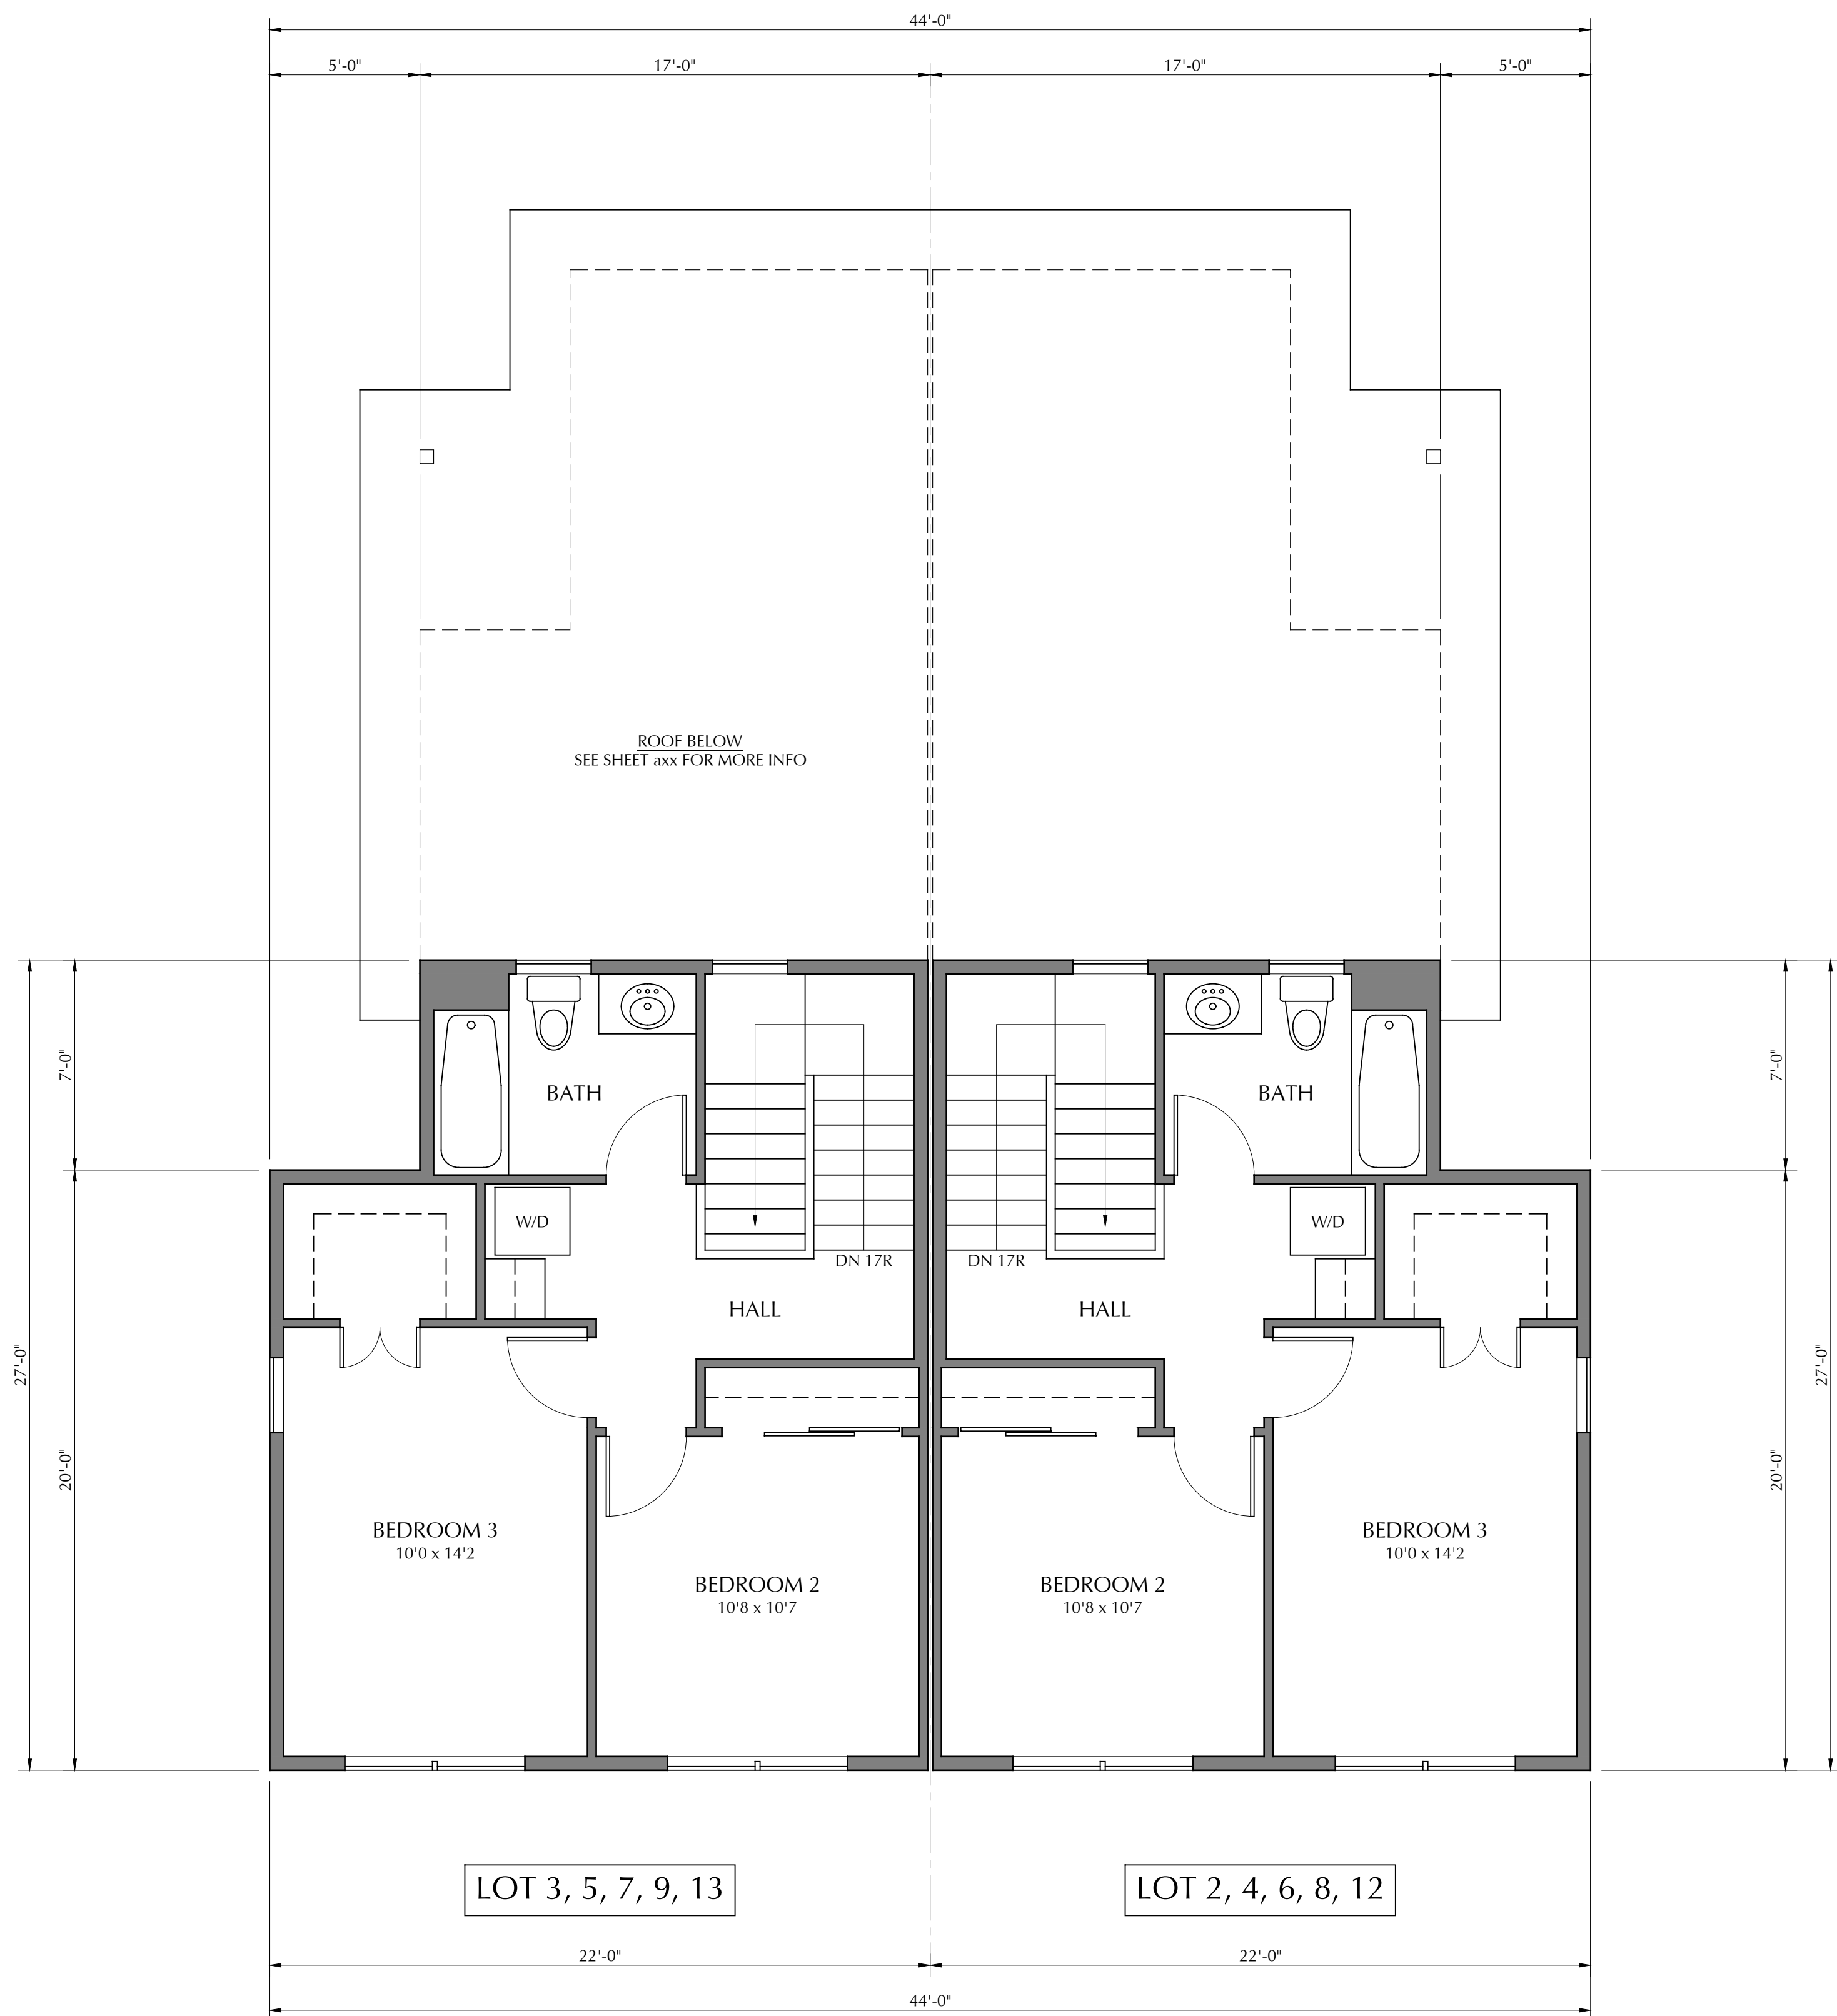 44'-0"
5'-0"
17'-0"
17'-0"
5'-0"
ROOF BELOW
SEE SHEET axx FOR MORE INFO
7'-0"
BATH
BATH
7'-0"
W/D
W/D
DN 17R
DN 17R
HALL
HALL
27'-0"
27'-0"
20'-0"
20'-0"
BEDROOM 3
10'0 x 14'2
BEDROOM 3
10'0 x 14'2
BEDROOM 2
10'8 x 10'7
BEDROOM 2
10'8 x 10'7
LOT 3, 5, 7, 9, 13
LOT 2, 4, 6, 8, 12
22'-0"
22'-0"
44'-0"